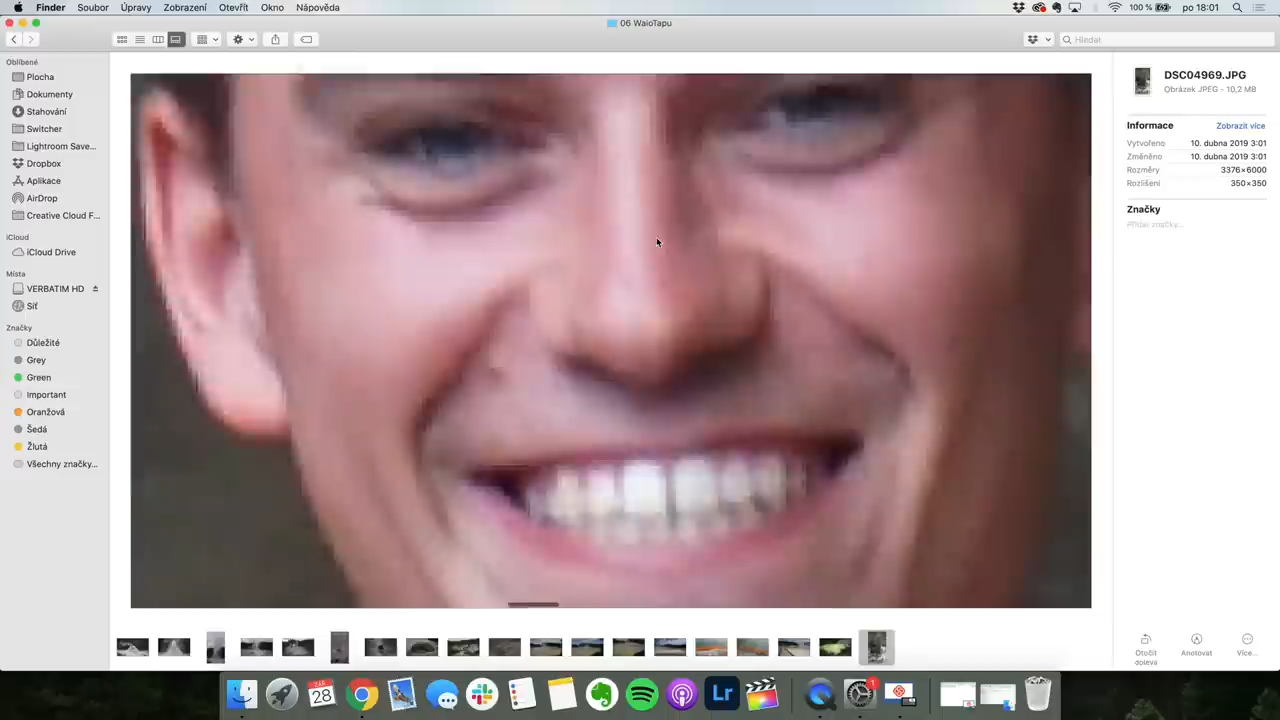 Finder Soubor Úpravy Zobrazení Otevřít Okno Nápověda 100 % po 18:01
06 WaioTapu
Hledat
Oblíbené
Plocha
Dokumenty
Stahování
Switcher
Lightroom Save...
Dropbox
Aplikace
AirDrop
Creative Cloud F...
iCloud
iCloud Drive
Místa
VERBATIM HD
Síť
Značky
Důležité
Grey
Green
Important
Oranžová
Šedá
Žlutá
Všechny značky...
DSC04969.JPG
Obrázek JPEG - 10,2 MB
Informace Zobrazit více
Vytvořeno 10. dubna 2019 3:01
Změněno 10. dubna 2019 3:01
Rozměry 3376×6000
Rozlišení 350×350
Značky
Přidat značky...
Otočit doleva
Anotovat
Více...
ZÁŘ
28
Lr
1